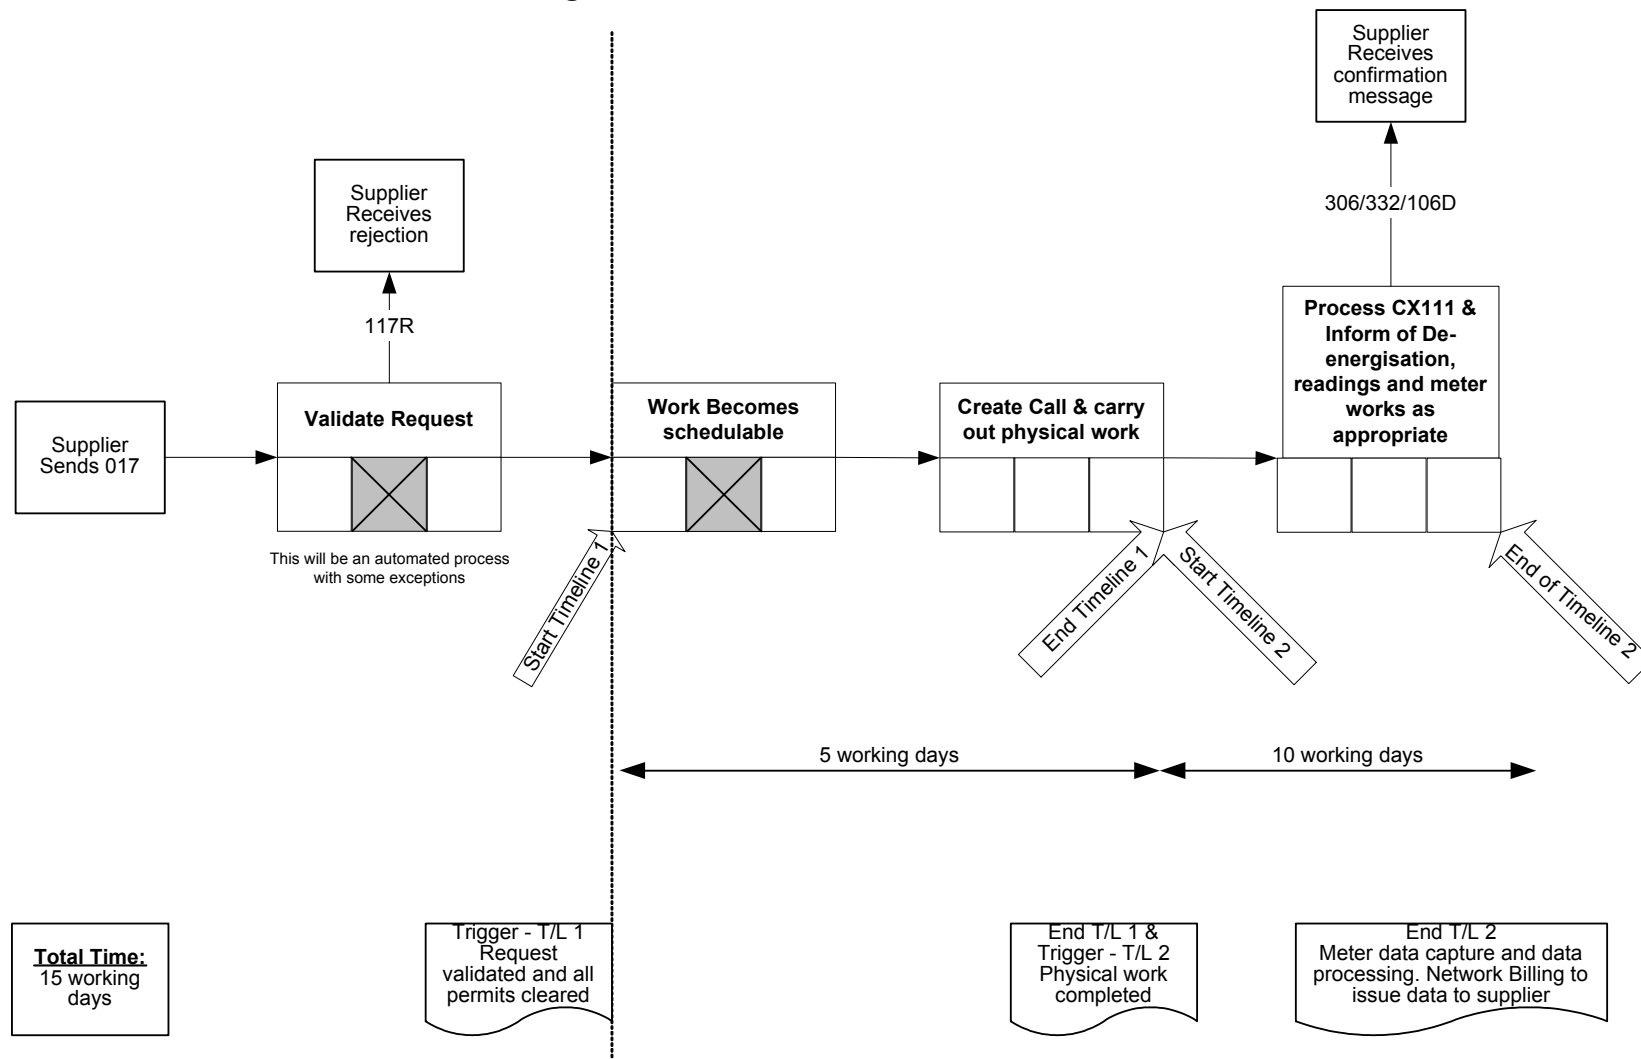 Supplier
Receives
confirmation
message
Supplier
Receives
rejection
306/332/106D
117R
Supplier
Sends 017
Validate Request
Work Becomes
schedulable
Create Call & carry
out physical work
Process CX111 &
Inform of De-
energisation,
readings and meter
works as
appropriate
This will be an automated process
with some exceptions
Start Timeline 1
End Timeline 1
Start Timeline 2
End of Timeline 2
5 working days
10 working days
Total Time:
15 working
days
Trigger - T/L 1
Request
validated and all
permits cleared
End T/L 1 &
Trigger - T/L 2
Physical work
completed
End T/L 2
Meter data capture and data
processing. Network Billing to
issue data to supplier